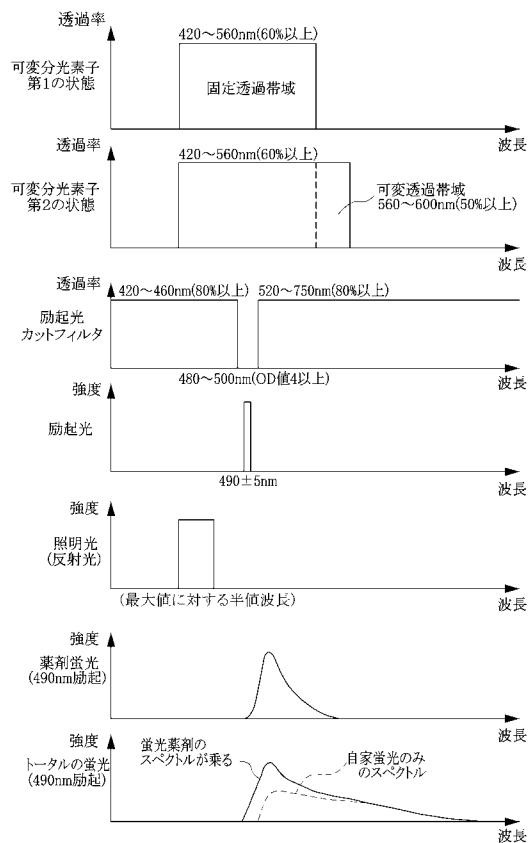 透過率
可変分光素子
第1の状態
420～560nm(60%以上)
固定透過帯域
波長
透過率
可変分光素子
第2の状態
420～560nm(60%以上)
可変透過帯域
560～600nm(50%以上)
波長
透過率
励起光
カットフィルタ
420～460nm(80%以上)
520～750nm(80%以上)
480～500nm(OD値4以上)
波長
強度
励起光
490±5nm
波長
強度
照明光
(反射光)
(最大値に対する半値波長)
波長
強度
薬剤蛍光
(490nm励起)
波長
強度
トータルの蛍光
(490nm励起)
蛍光薬剤の
スペクトルが乗る
自家蛍光のみ
のスペクトル
波長